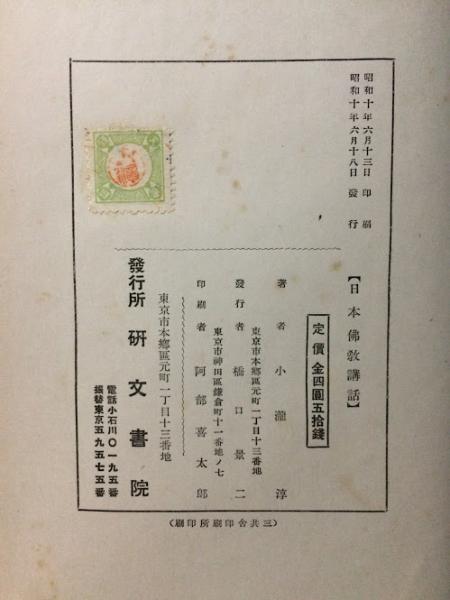 昭和十年六月十三日 印刷
昭和十年六月十八日 發行
【日本佛教講話】
定價 金四圓五拾錢
著者 小瀧淳
東京市本鄕區元町一丁目十三番地
發行者 橋口景二
東京市神田區鎌倉町十一番地ノ七
印刷者 阿部喜太郎
東京市本鄕區元町一丁目十三番地
發行所 硏文書院
電話小石川〇一九五番
振替東京五九五七五番
(三共舍印刷所印刷)